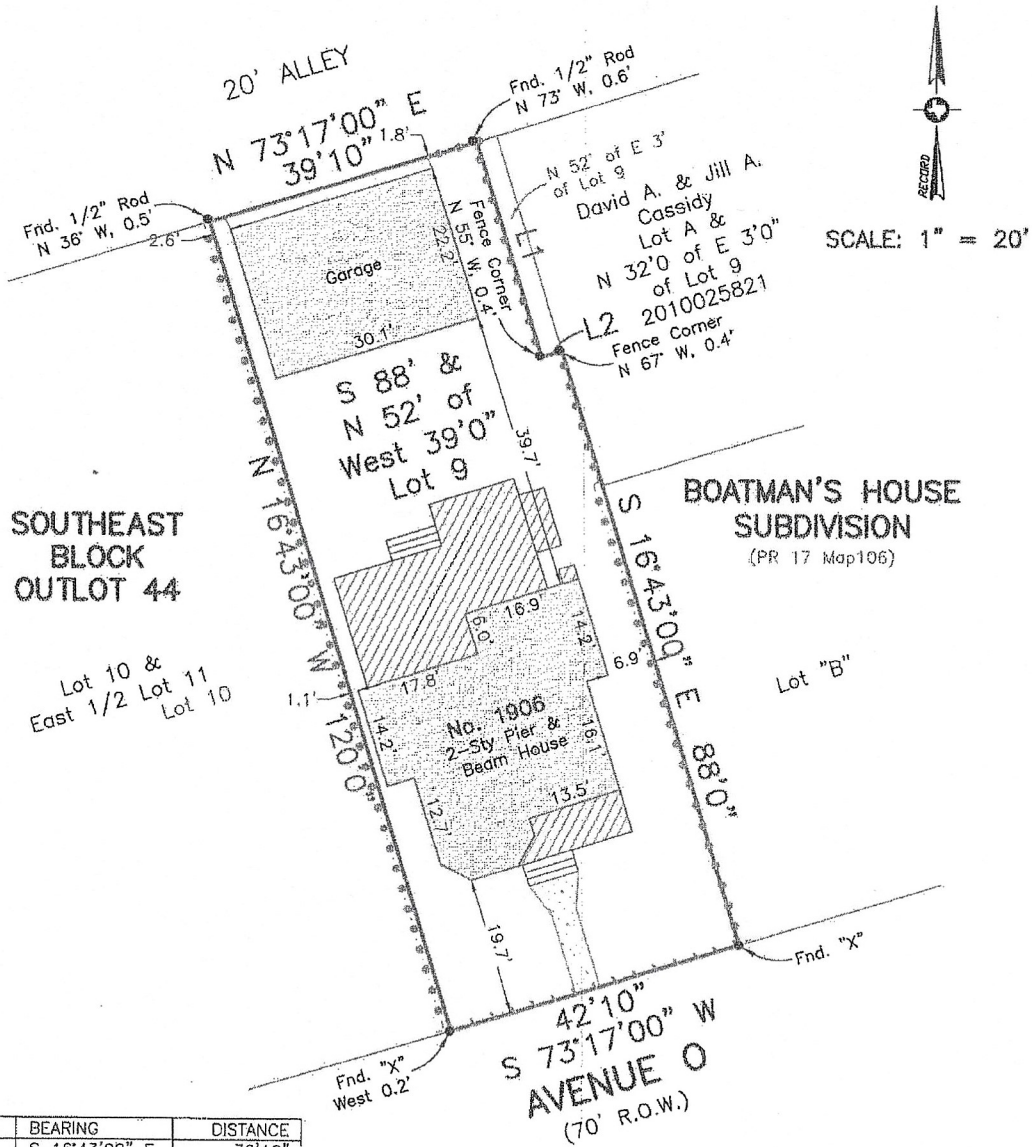 20' ALLEY
N 73°17'00" E
39'10"
1.8'
Fnd. 1/2" Rod
N 73° W, 0.6'
Fnd. 1/2" Rod
N 36° W, 0.5'
2.6'
Garage
22.2'
30.1'
Fence Corner
N 55° W, 0.4'
L1
N 52' of E 3'
of Lot 9
David A. & Jill A.
Cassidy
Lot A &
N 32'0 of E 3'0"
of Lot 9
2010025821
L2
Fence Corner
N 67° W, 0.4'
RECORD
SCALE: 1" = 20'
S 88' &
N 52' of
West 39'0"
Lot 9
39.7'
SOUTHEAST
BLOCK
OUTLOT 44
Lot 10 &
East 1/2 Lot 11
Lot 10
N 16°43'00" W 120'0"
BOATMAN'S HOUSE
SUBDIVISION
(PR 17 Map106)
Lot "B"
S 16°43'00" E 88'0"
16.9'
6.0'
14.2'
6.9'
17.8'
1.1'
14.2'
No. 1906
2-Sty Pier &
Beam House
16.1'
13.5'
12.7'
19.7'
Fnd. "X"
Fnd. "X"
West 0.2'
42'10"
S 73°17'00" W
AVENUE O
(70' R.O.W.)
BEARING DISTANCE